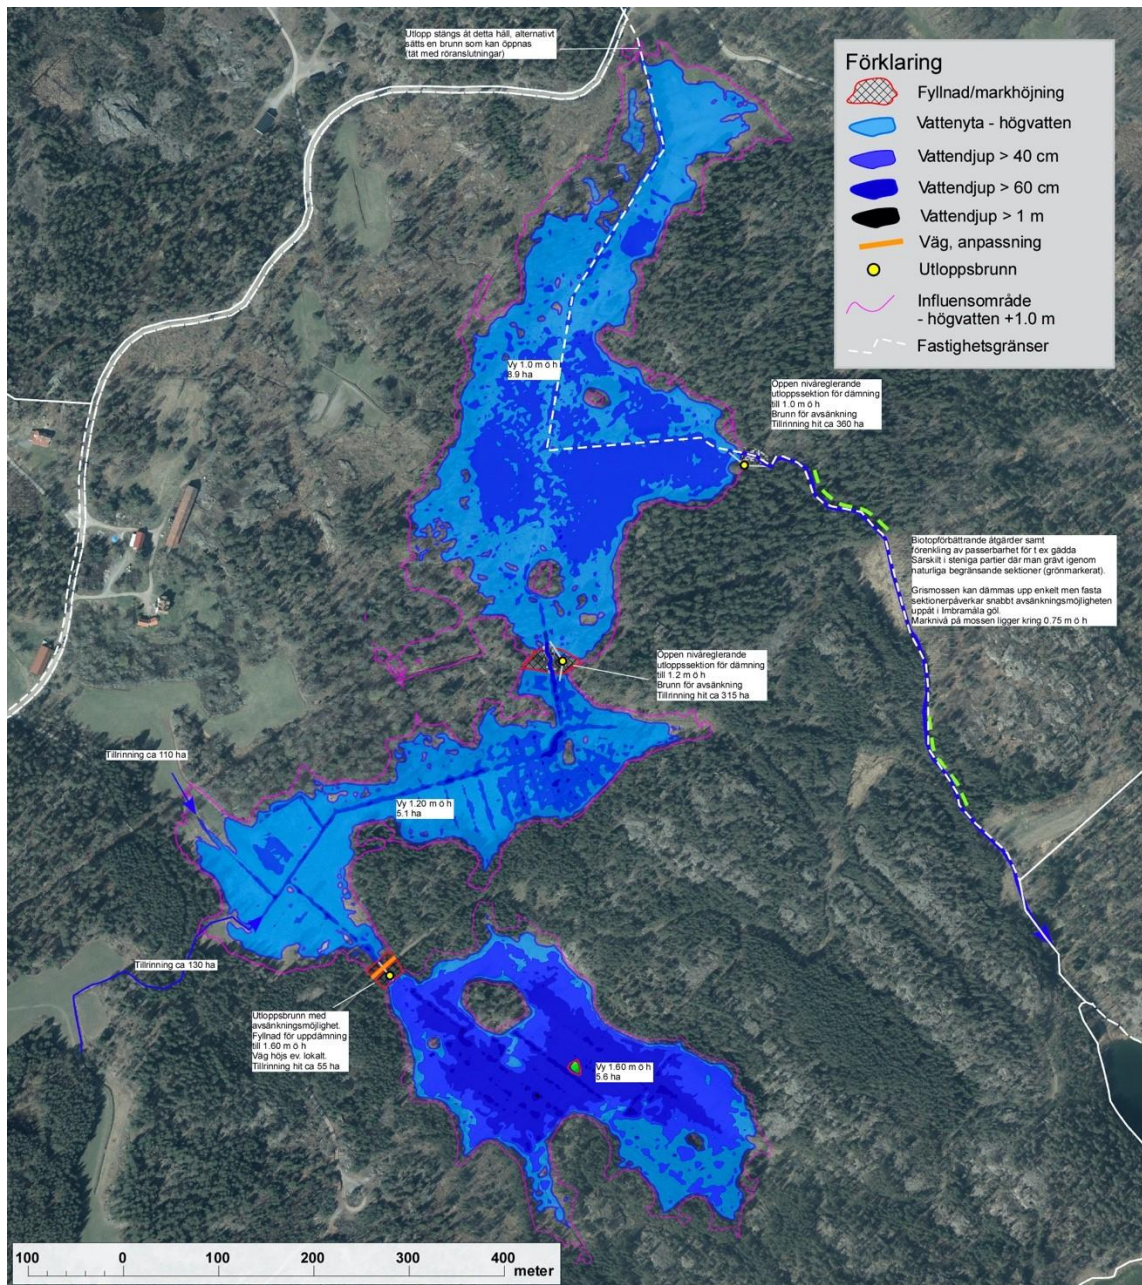 Utlopp stängs åt detta håll, alternativt
sätts en brunn som kan öppnas
(tät med röranslutningar)
Förklaring
Fyllnad/markhöjning
Vattenyta - högvatten
Vattendjup > 40 cm
Vattendjup > 60 cm
Vattendjup > 1 m
Väg, anpassning
Utloppsbrunn
Influensområde
- högvatten +1.0 m
Fastighetsgränser
Vy 1.0 m ö h
8.9 ha
Öppen nivåreglerande
utloppssektion för dämning
till 1.0 m ö h
Brunn för avsänkning
Tillrinning hit ca 360 ha
Biotopförbättrande åtgärder samt
förenkling av passerbarhet för t ex gädda
Särskilt i steniga partier där man grävt igenom
naturliga begränsande sektioner (grönmarkerat).
Grismossen kan dämmas upp enkelt men fasta
sektionerpåverkar snabbt avsänkningsmöjligheten
uppåt i Imbramåla göl.
Marknivå på mossen ligger kring 0.75 m ö h
Öppen nivåreglerande
utloppssektion för dämning
till 1.2 m ö h
Brunn för avsänkning
Tillrinning hit ca 315 ha
Tillrinning ca 110 ha
Vy 1.20 m ö h
5.1 ha
Tillrinning ca 130 ha
Utloppsbrunn med
avsänkningsmöjlighet.
Fyllnad för uppdämning
till 1.60 m ö h
Väg höjs ev. lokalt.
Tillrinning hit ca 55 ha
Vy 1.60 m ö h
5.6 ha
100 0 100 200 300 400
meter